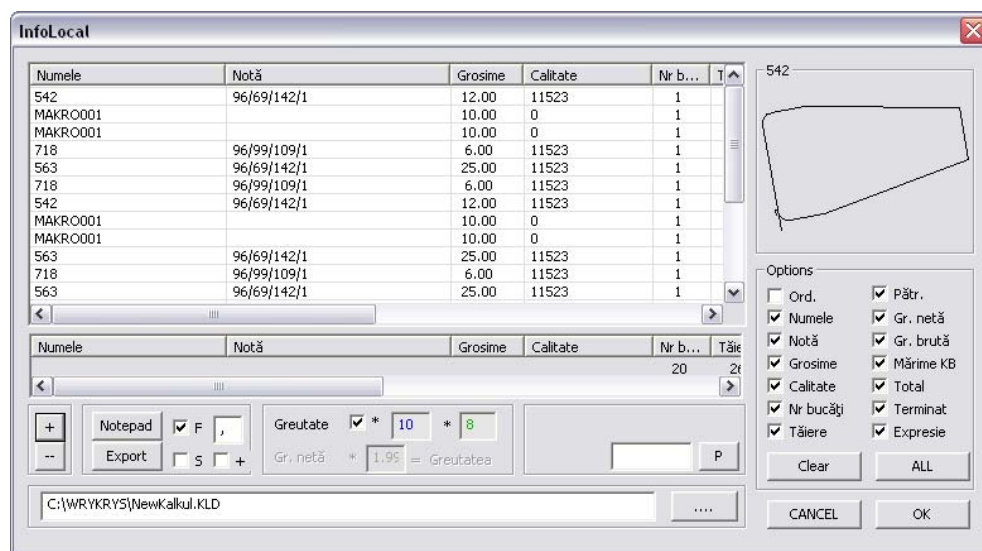 InfoLocat
Numele Notă Grosime Calitate Nr b... T
542 96/69/142/1 12.00 11523 1
MAKRO001 10.00 0 1
MAKRO001 10.00 0 1
718 96/99/109/1 6.00 11523 1
563 96/69/142/1 25.00 11523 1
718 96/99/109/1 6.00 11523 1
542 96/69/142/1 12.00 11523 1
MAKRO001 10.00 0 1
MAKRO001 10.00 0 1
563 96/69/142/1 25.00 11523 1
718 96/99/109/1 6.00 11523 1
563 96/69/142/1 25.00 11523 1
Numele Notă Grosime Calitate Nr b... Tăie
20 26
+ Notepad F , Greutate * 10 * 8
-- Export S + Gr. netă * 1.99 = Greutatea P
C:\WRYKRYS\NewKalkul.KLD ....
542
Options
Ord. Pătr.
Numele Gr. netă
Notă Gr. brută
Grosime Mărime KB
Calitate Total
Nr bucăţi Terminat
Tăiere Expresie
Clear ALL
CANCEL OK